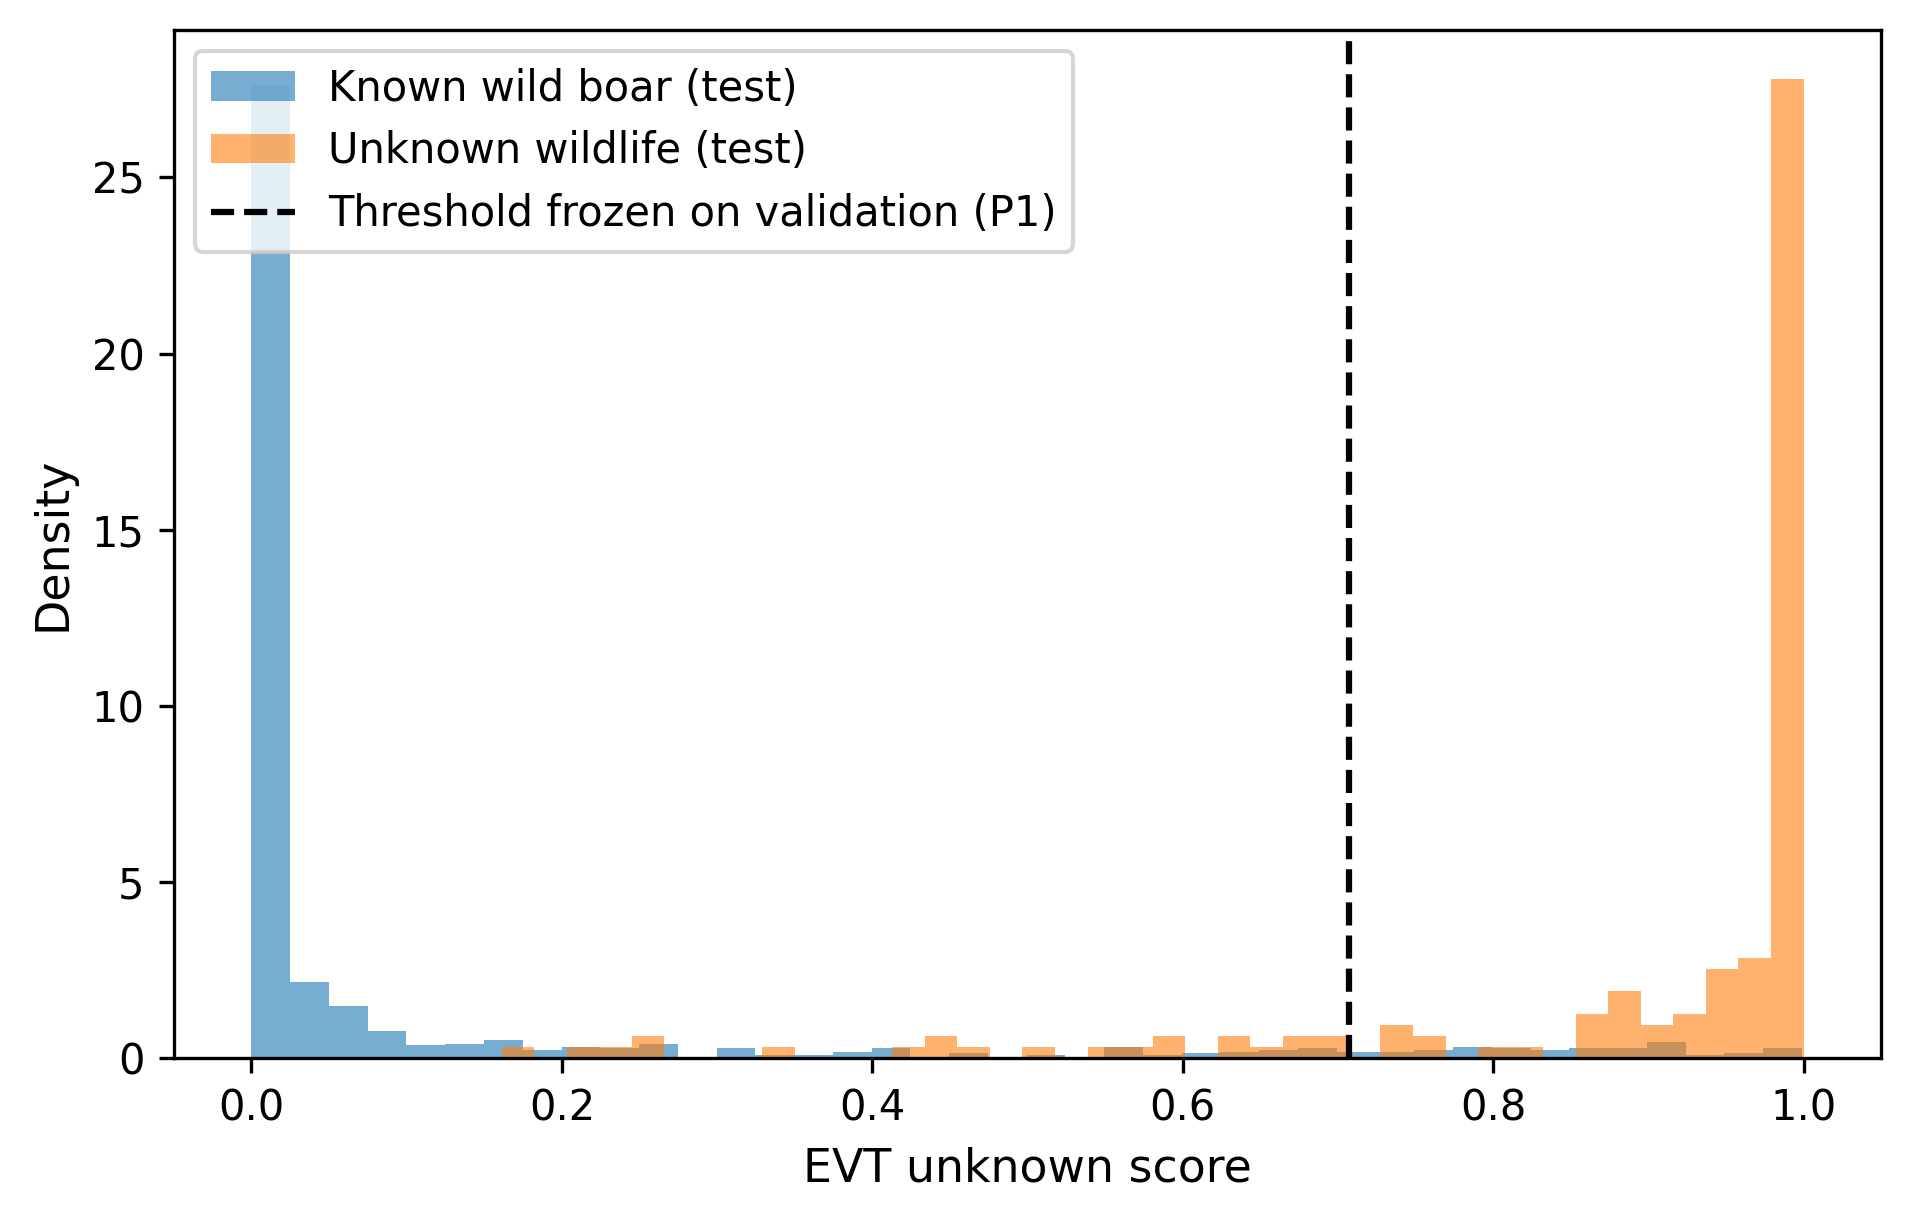 Known wild boar (test)
Unknown wildlife (test)
Threshold frozen on validation (P1)
Density
25
20
15
10
5
0
0.0 0.2 0.4 0.6 0.8 1.0
EVT unknown score